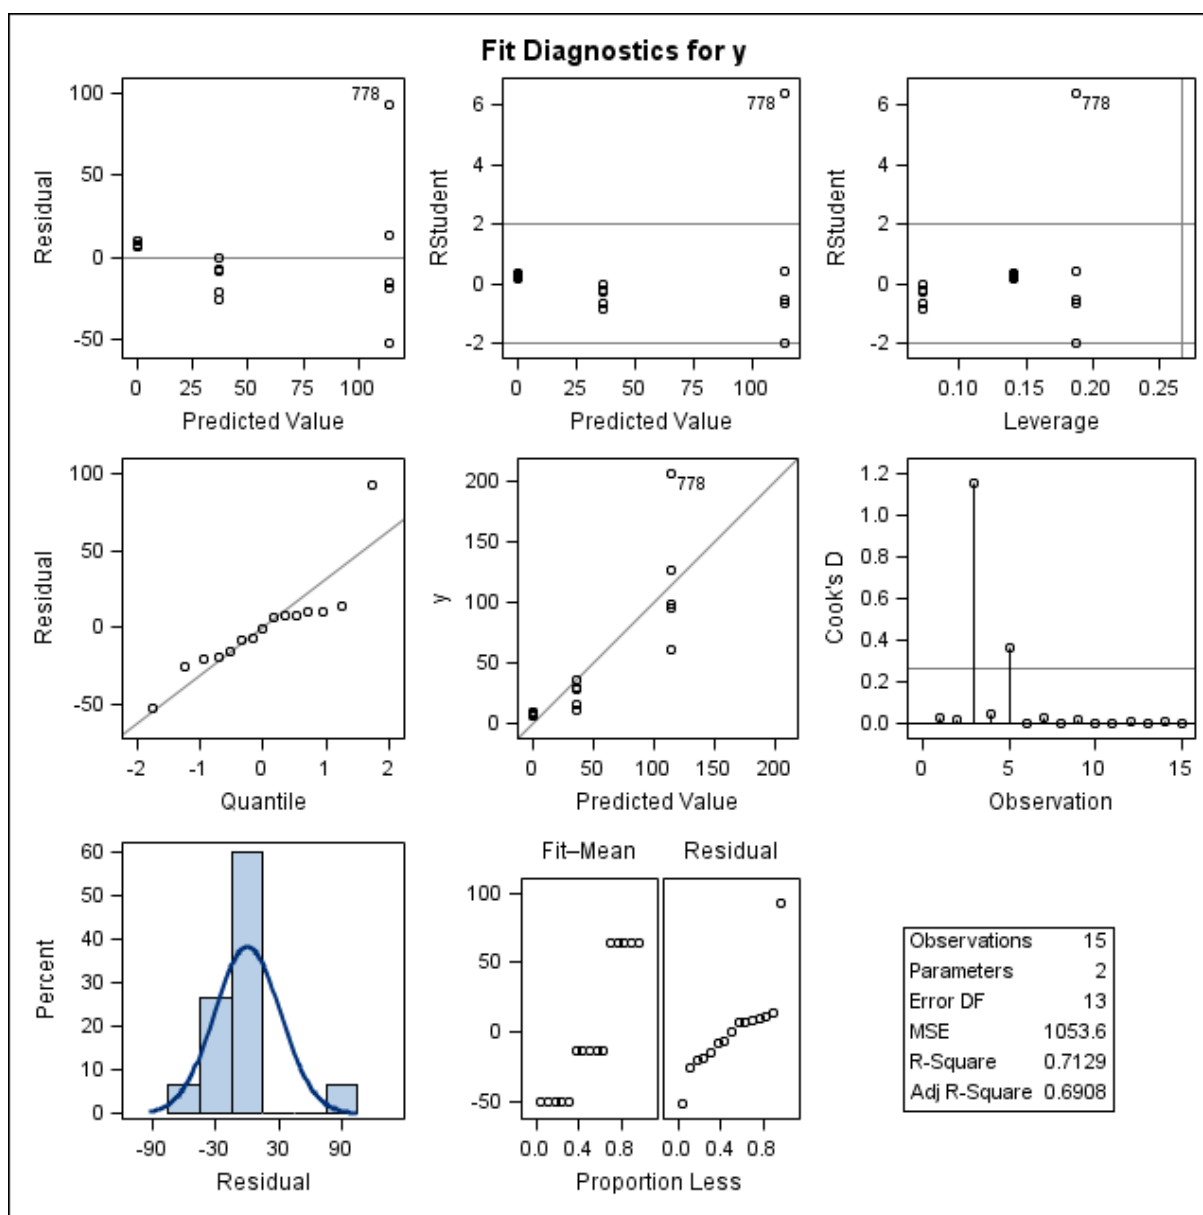 Fit Diagnostics for y
Residual
100
50
0
-50
778
0 25 50 75 100
Predicted Value
RStudent
6
4
2
0
-2
778
0 25 50 75 100
Predicted Value
RStudent
6
4
2
0
-2
778
0.10 0.15 0.20 0.25
Leverage
Residual
100
50
0
-50
-2 -1 0 1 2
Quantile
y
200
150
100
50
0
778
0 50 100 150 200
Predicted Value
Cook's D
1.2
1.0
0.8
0.6
0.4
0.2
0.0
0 5 10 15
Observation
Percent
60
50
40
30
20
10
0
-90 -30 30 90
Residual
Fit–Mean Residual
100
50
0
-50
0.0 0.4 0.8 0.0 0.4 0.8
Proportion Less
Observations 15
Parameters 2
Error DF 13
MSE 1053.6
R-Square 0.7129
Adj R-Square 0.6908